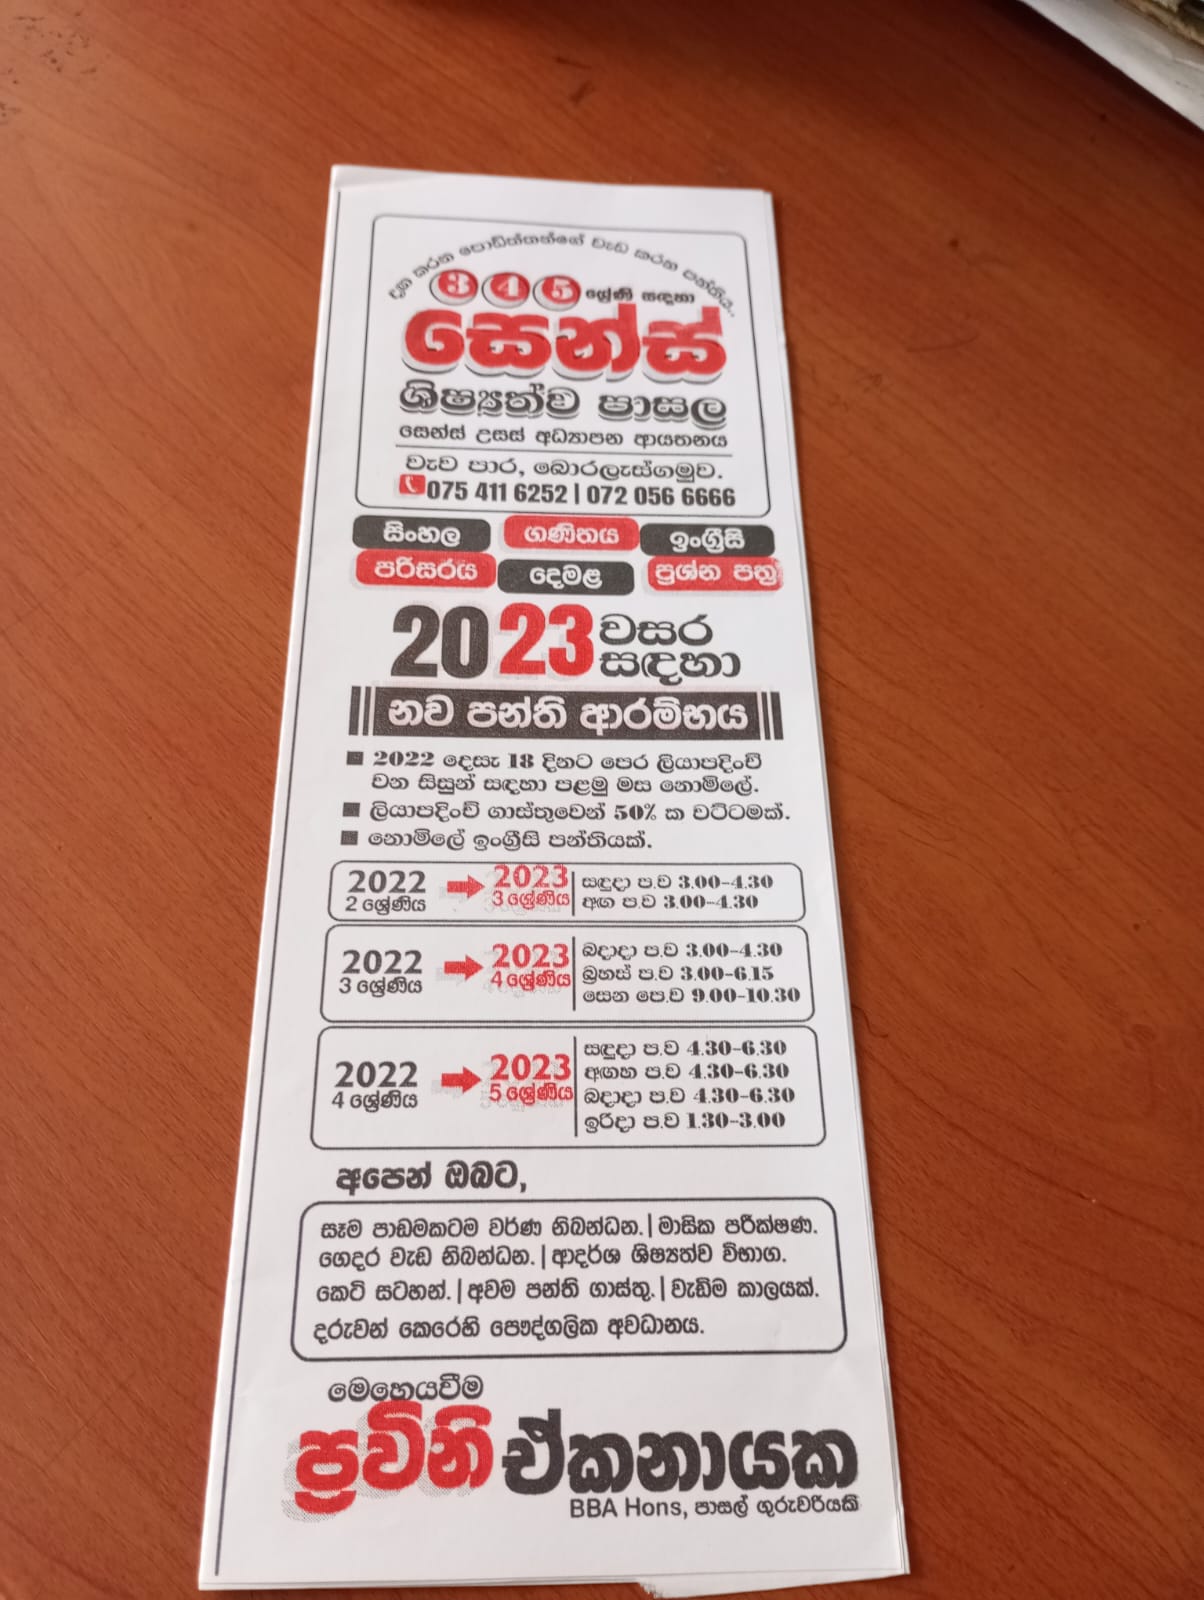 දඟ කරන පොඩිත්තන්ගේ වැඩ කරන පන්තිය..
3 4 5 ශ්‍රේණි සඳහා
සෙන්ස්
ශිෂ්‍යත්ව පාසල
සෙන්ස් උසස් අධ්‍යාපන ආයතනය
වැව පාර, බොරලැස්ගමුව.
075 411 6252 | 072 056 6666
සිංහල ගණිතය ඉංග්‍රීසි
පරිසරය දෙමළ ප්‍රශ්න පත්‍ර
2023 වසර
සඳහා
නව පන්ති ආරම්භය
2022 දෙසැ 18 දිනට පෙර ලියාපදිංචි
වන සිසුන් සඳහා පළමු මස නොමිලේ.
ලියාපදිංචි ගාස්තුවෙන් 50% ක වට්ටමක්.
නොමිලේ ඉංග්‍රීසි පන්තියක්.
2022 2023 සඳුදා ප.ව 3.00-4.30
2 ශ්‍රේණිය 3 ශ්‍රේණිය අඟ ප.ව 3.00-4.30
බදාදා ප.ව 3.00-4.30
2022 2023 බ්‍රහස් ප.ව 3.00-6.15
3 ශ්‍රේණිය 4 ශ්‍රේණිය සෙන පෙ.ව 9.00-10.30
සඳුදා ප.ව 4.30-6.30
2022 2023 අඟහ ප.ව 4.30-6.30
4 ශ්‍රේණිය 5 ශ්‍රේණිය බදාදා ප.ව 4.30-6.30
ඉරිදා ප.ව 1.30-3.00
අපෙන් ඔබට,
සෑම පාඩමකටම වර්ණ නිබන්ධන. | මාසික පරීක්ෂණ.
ගෙදර වැඩ නිබන්ධන. | ආදර්ශ ශිෂ්‍යත්ව විභාග.
කෙටි සටහන්. | අවම පන්ති ගාස්තු. | වැඩිම කාලයක්.
දරුවන් කෙරෙහි පෞද්ගලික අවධානය.
මෙහෙයවීම
ප්‍රවිනි ඒකනායක
BBA Hons, පාසල් ගුරුවරියකි